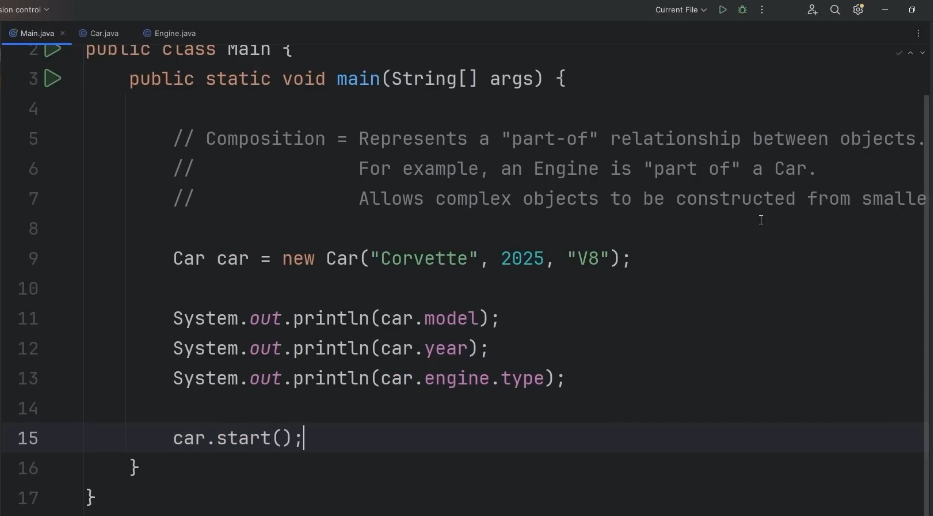 sion control
Current File
Main.java
Car.java
Engine.java
2 public class Main {
3 public static void main(String[] args) {
4
5 // Composition = Represents a "part-of" relationship between objects.
6 // For example, an Engine is "part of" a Car.
7 // Allows complex objects to be constructed from smalle
8
9 Car car = new Car("Corvette", 2025, "V8");
10
11 System.out.println(car.model);
12 System.out.println(car.year);
13 System.out.println(car.engine.type);
14
15 car.start();
16 }
17 }